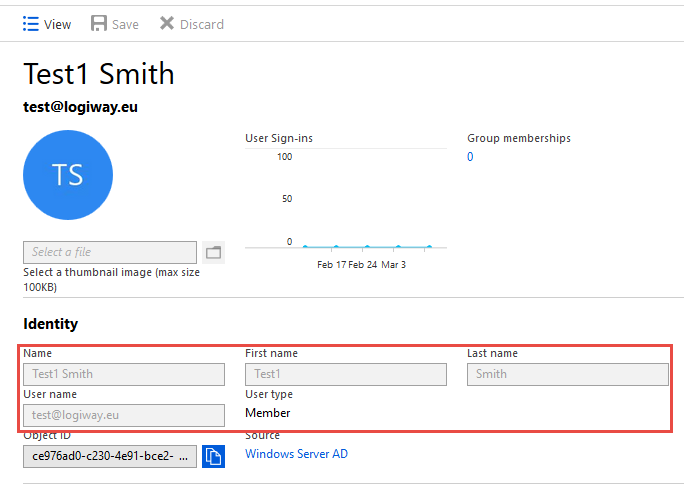 View Save Discard
Test1 Smith
test@logiway.eu
TS
User Sign-ins
100
50
0
Feb 17 Feb 24 Mar 3
Group memberships
0
Select a file
Select a thumbnail image (max size
100KB)
Identity
Name First name Last name
Test1 Smith Test1 Smith
User name User type
test@logiway.eu Member
Object ID Source
ce976ad0-c230-4e91-bce2- ... Windows Server AD